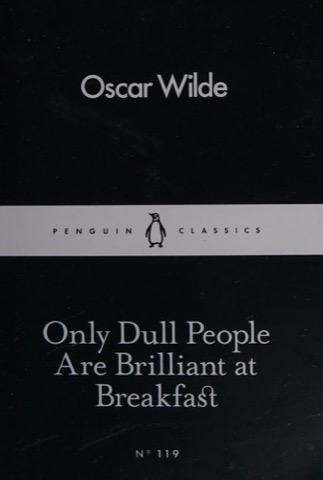 Oscar Wilde
PENGUIN CLASSICS
Only Dull People
Are Brilliant at
Breakfast
Nº 119